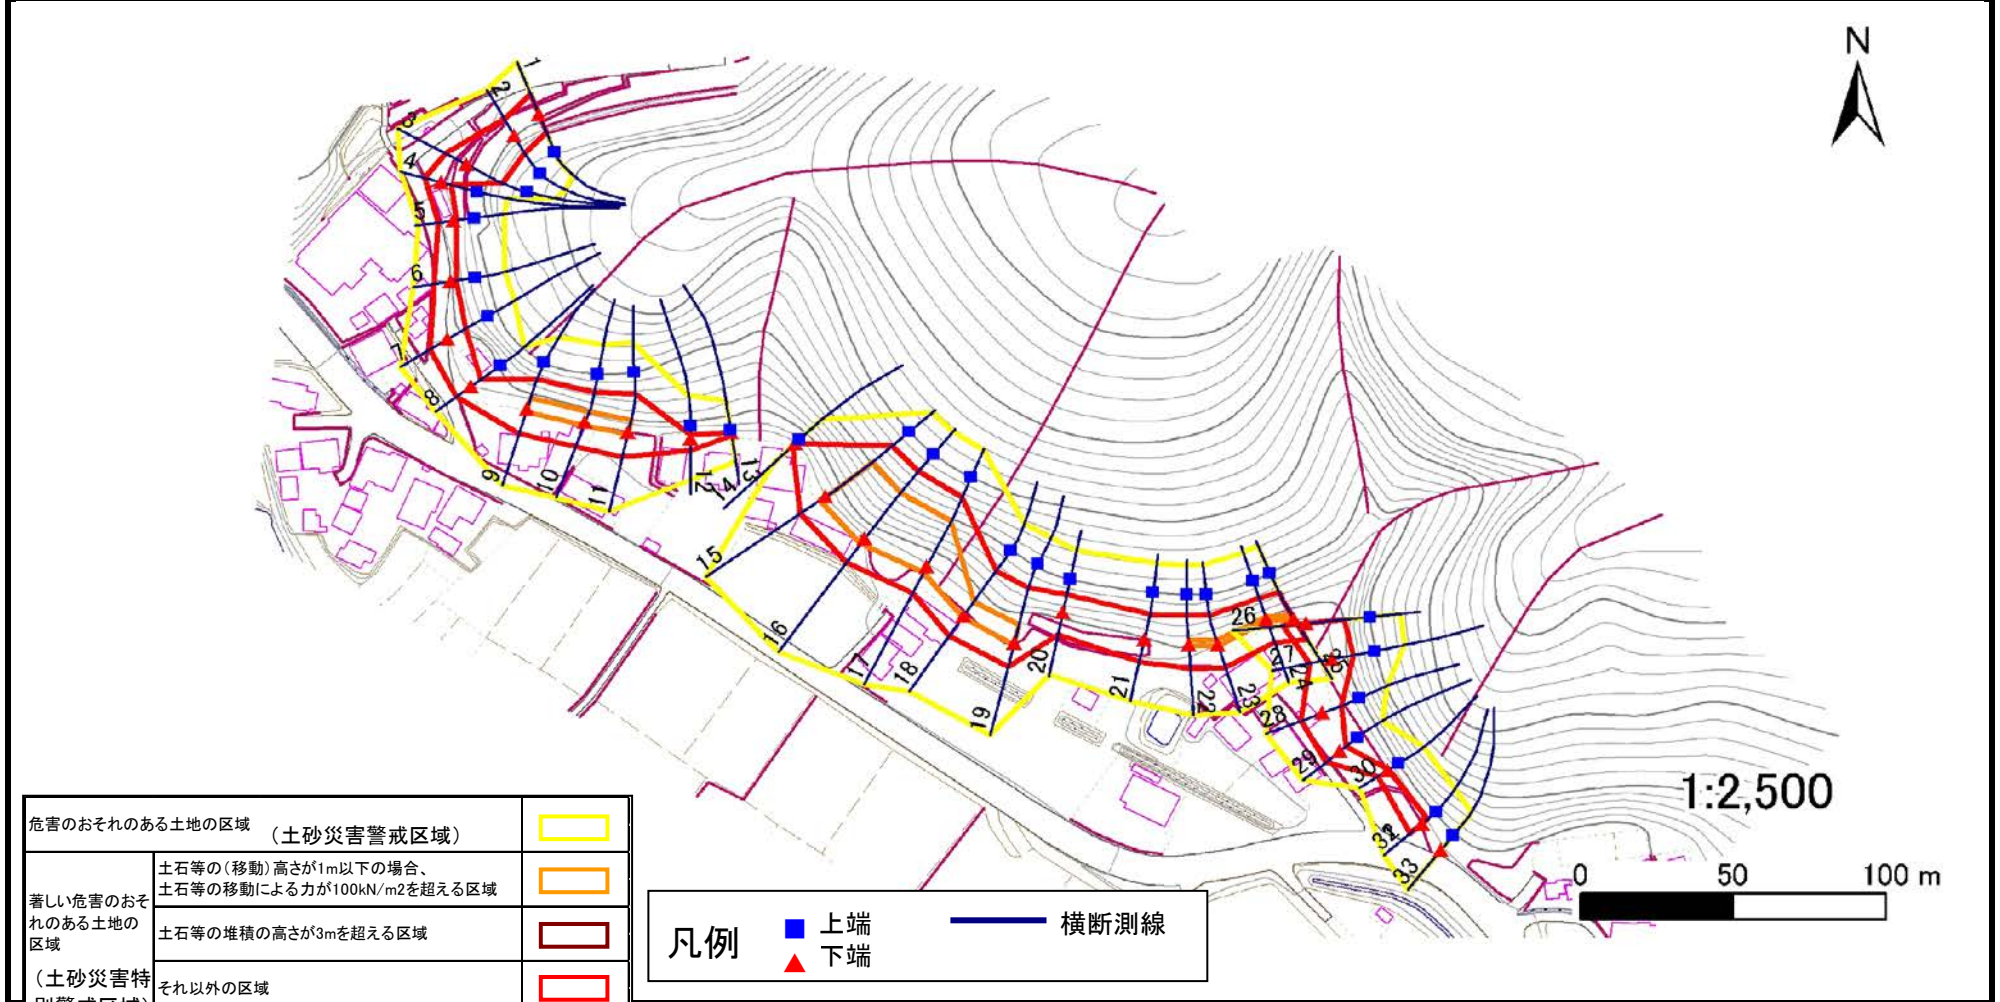 N
1
2
3
4
5
6
7
8
9
10
11
12
14
13
15
16
17
18
19
20
21
22
23
24
26
27
28
29
30
33
1:2,500
0 50 100 m
危害のおそれのある土地の区域 (土砂災害警戒区域)
著しい危害のおそれのある土地の区域
(土砂災害特
土石等の(移動)高さが1m以下の場合、
土石等の移動による力が100kN/m2を超える区域
土石等の堆積の高さが3mを超える区域
それ以外の区域
凡例
上端
下端
横断測線